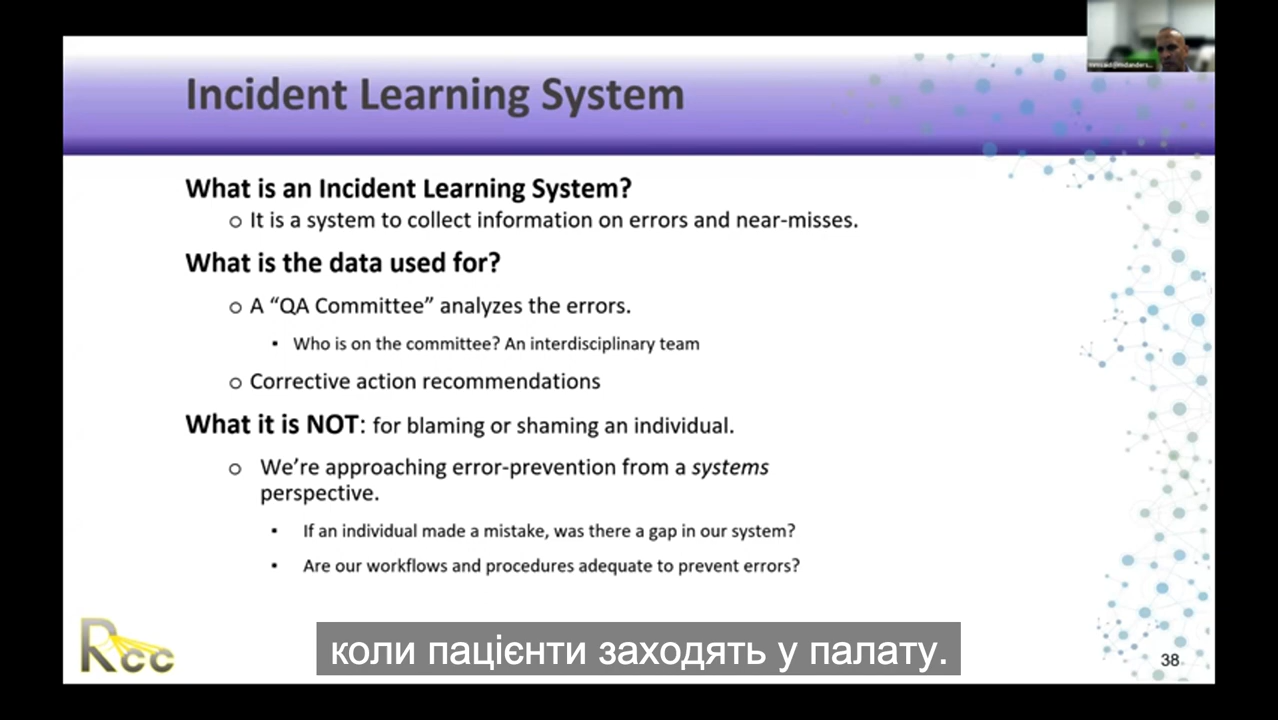 Incident Learning System
What is an Incident Learning System?
o It is a system to collect information on errors and near-misses.
What is the data used for?
o A “QA Committee” analyzes the errors.
• Who is on the committee? An interdisciplinary team
o Corrective action recommendations
What it is NOT: for blaming or shaming an individual.
o We’re approaching error-prevention from a systems
perspective.
• If an individual made a mistake, was there a gap in our system?
• Are our workflows and procedures adequate to prevent errors?
Rcc
коли пацієнти заходять у палату.
38